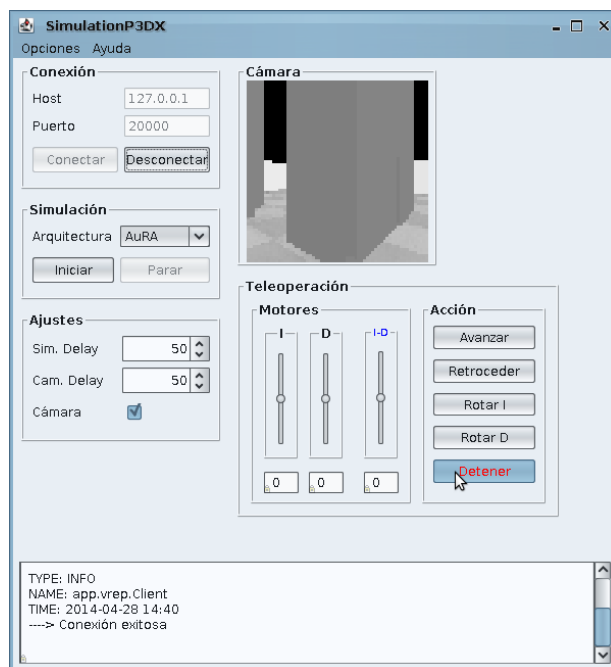 SimulationP3DX
Opciones Ayuda
Conexión
Host 127.0.0.1
Puerto 20000
Conectar Desconectar
Simulación
Arquitectura AuRA
Iniciar Parar
Ajustes
Sim. Delay 50
Cam. Delay 50
Cámara
Cámara
Teleoperación
Motores
I D I-D
0 0 0
Acción
Avanzar
Retroceder
Rotar I
Rotar D
Detener
TYPE: INFO
NAME: app.vrep.Client
TIME: 2014-04-28 14:40
----> Conexión exitosa